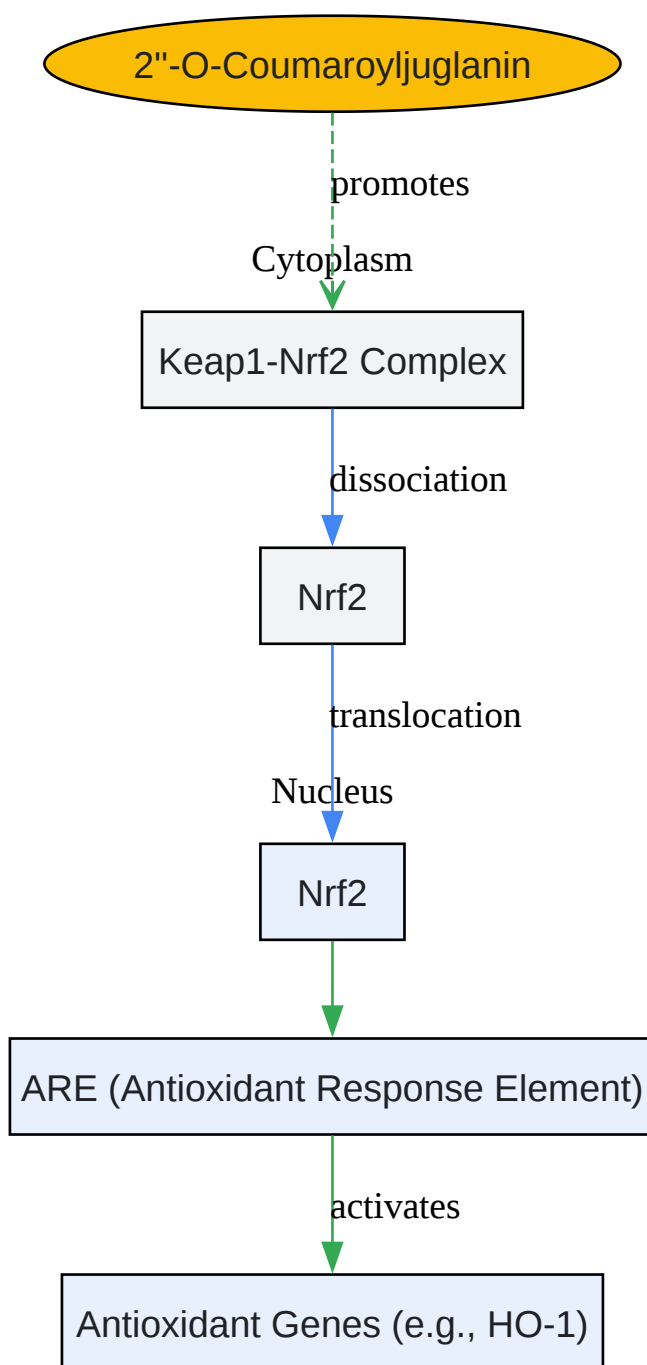 2"-O-Coumaroyljuglanin
promotes
Cytoplasm
Keap1-Nrf2 Complex
dissociation
Nrf2
translocation
Nucleus
Nrf2
ARE (Antioxidant Response Element)
activates
Antioxidant Genes (e.g., HO-1)